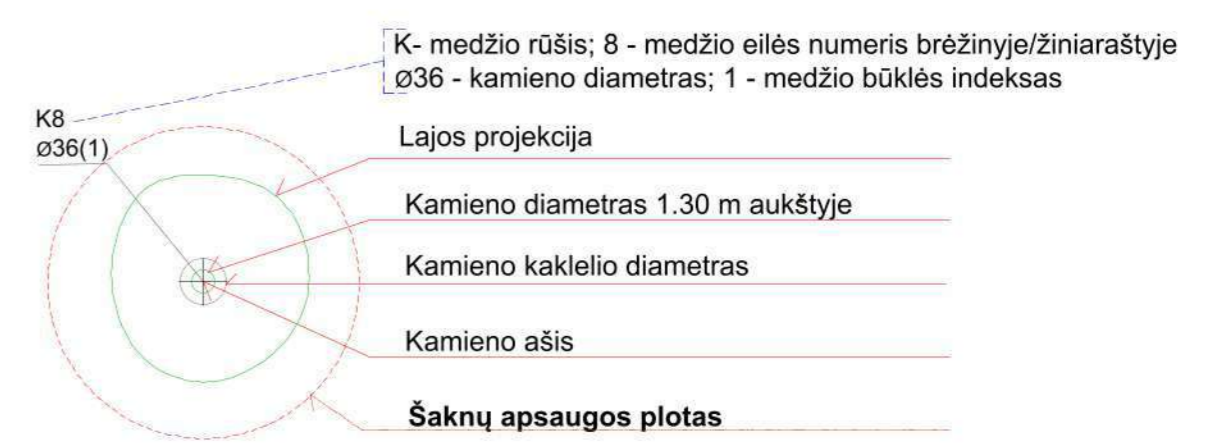 K- medžio rūšis; 8 - medžio eilės numeris brėžinyje/žiniaraštyje
Ø36 - kamieno diametras; 1 - medžio būklės indeksas
K8
Ø36(1)
Lajos projekcija
Kamieno diametras 1.30 m aukštyje
Kamieno kaklelio diametras
Kamieno ašis
Šaknų apsaugos plotas